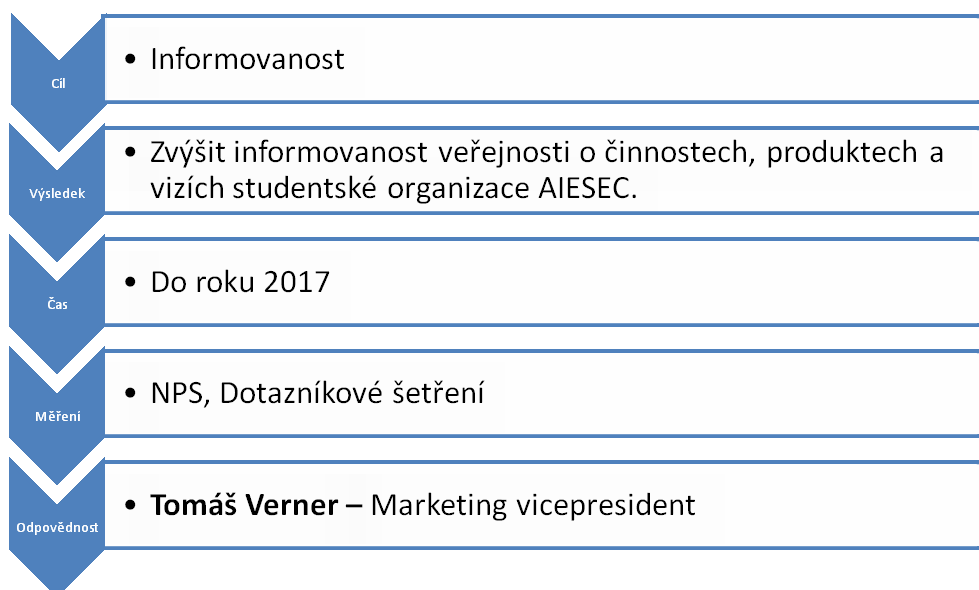 Cíl
• Informovanost
Výsledek
• Zvýšit informovanost veřejnosti o činnostech, produktech a
vizích studentské organizace AIESEC.
Čas
• Do roku 2017
Měření
• NPS, Dotazníkové šetření
Odpovědnost
• Tomáš Verner – Marketing vicepresident